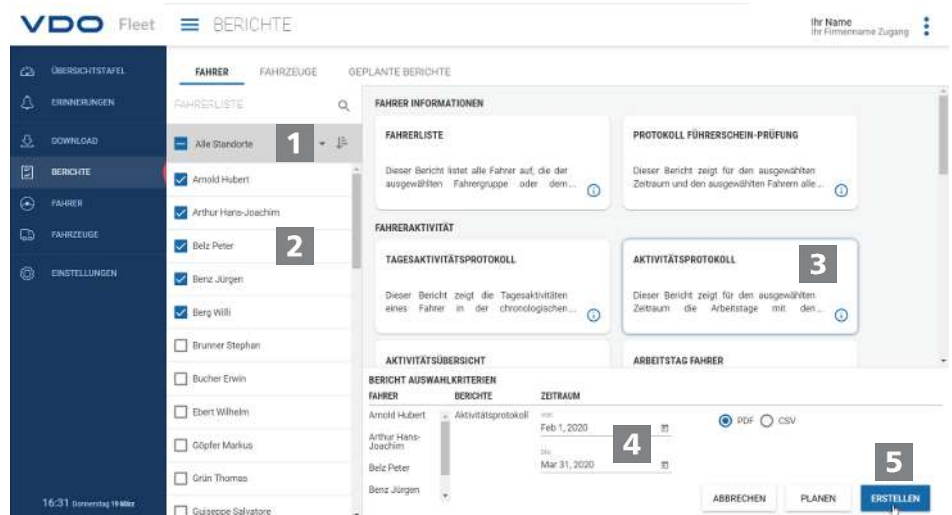 VDO Fleet
BERICHTE
Ihr Name
Ihr Firmenname Zugang
ÜBERSICHTSTAFEL
ERINNERUNGEN
DOWNLOAD
BERICHTE
FAHRER
FAHRZEUGE
EINSTELLUNGEN
16:31 Donnerstag 19 März
FAHRER FAHRZEUGE GEPLANTE BERICHTE
FAHRERLISTE
Alle Standorte 1
Arnold Hubert
Arthur Hans-Joachim
Belz Peter 2
Benz Jürgen
Berg Willi
Brunner Stephan
Bucher Erwin
Ebert Wilhelm
Göpfer Markus
Grün Thomas
Guiseppe Salvatore
FAHRER INFORMATIONEN
FAHRERLISTE
Dieser Bericht listet alle Fahrer auf, die der
ausgewählten Fahrergruppe oder dem...
PROTOKOLL FÜHRERSCHEIN-PRÜFUNG
Dieser Bericht zeigt für den ausgewählten
Zeitraum und den ausgewählten Fahrern alle...
FAHRERAKTIVITÄT
TAGESAKTIVITÄTSPROTOKOLL
Dieser Bericht zeigt die Tagesaktivitäten
eines Fahrer in der chronologischen...
AKTIVITÄTSPROTOKOLL 3
Dieser Bericht zeigt für den ausgewählten
Zeitraum die Arbeitstage mit den
AKTIVITÄTSÜBERSICHT
ARBEITSTAG FAHRER
BERICHT AUSWAHLKRITERIEN
FAHRER BERICHTE ZEITRAUM
Arnold Hubert
Arthur Hans-
Joachim
Belz Peter
Benz Jürgen
Aktivitätsprotokoll
von
Feb 1, 2020
bis
Mar 31, 2020
4
PDF CSV
5
ABBRECHEN PLANEN ERSTELLEN